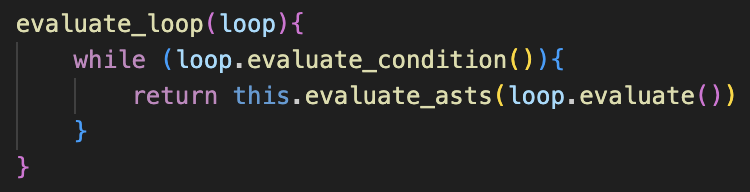 evaluate_loop(loop){
    while (loop.evaluate_condition()){
        return this.evaluate_asts(loop.evaluate())
    }
}